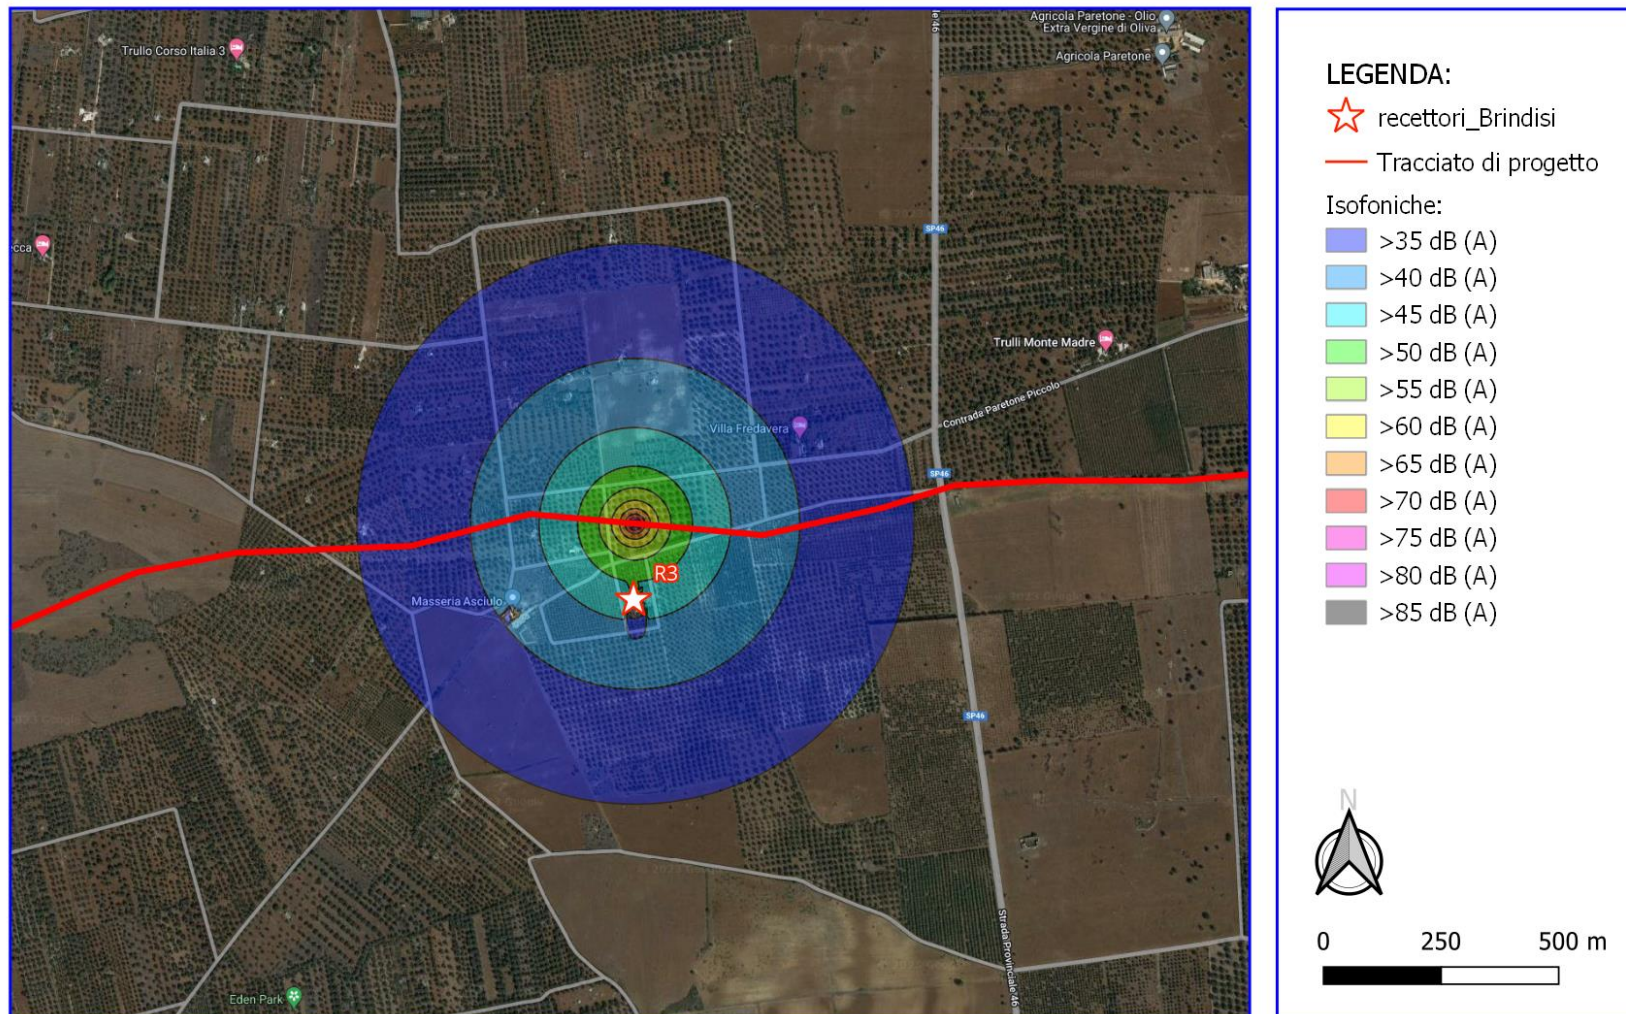 le 46
Agricola Paretone - Olio
Extra Vergine di Oliva
Trullo Corso Italia 3
Agricola Paretone
SP46
cca
Trulli Monte Madre
Contrada Paretone Piccolo
Villa Fredavera
SP46
R3
Masseria Asciulo
SP46
Strada Provinciale 46
Eden Park
LEGENDA:
recettori_Brindisi
Tracciato di progetto
Isofoniche:
>35 dB (A)
>40 dB (A)
>45 dB (A)
>50 dB (A)
>55 dB (A)
>60 dB (A)
>65 dB (A)
>70 dB (A)
>75 dB (A)
>80 dB (A)
>85 dB (A)
N
0 250 500 m